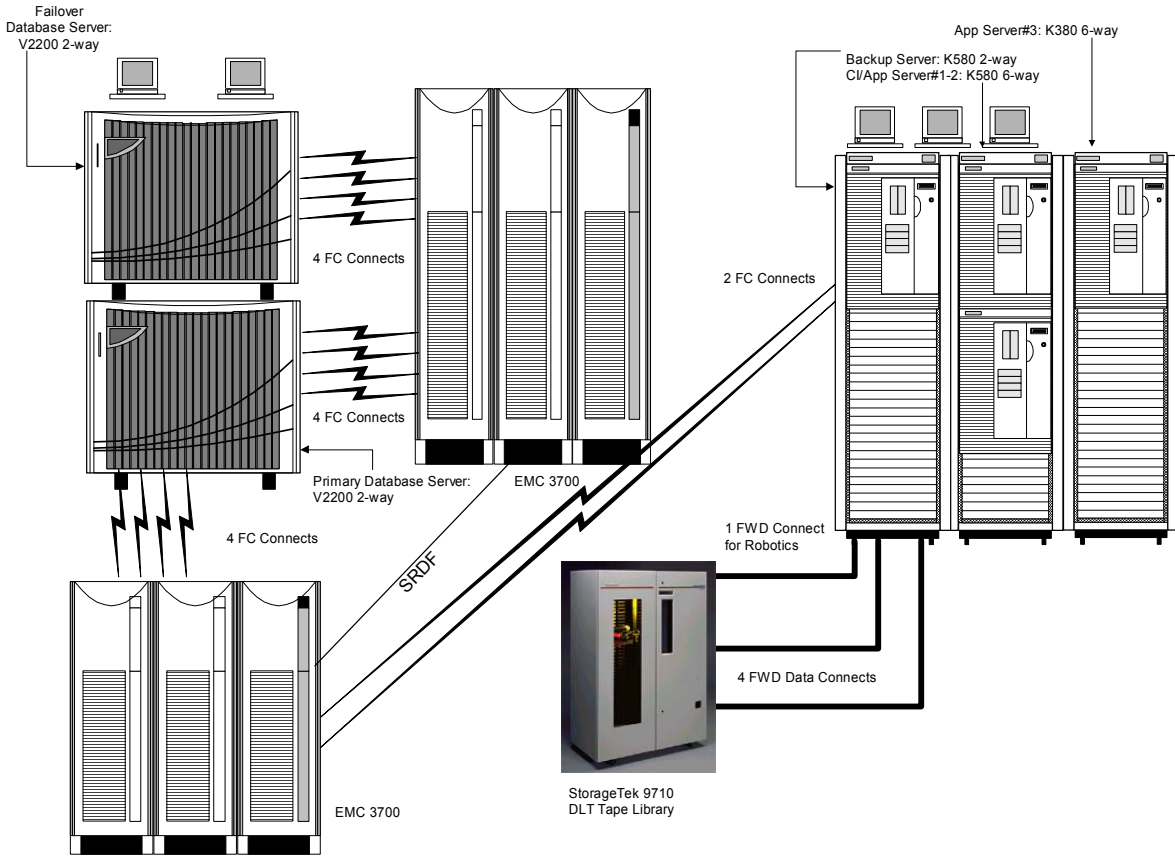 Failover
Database Server:
V2200 2-way
App Server#3: K380 6-way
Backup Server: K580 2-way
CI/App Server#1-2: K580 6-way
4 FC Connects
2 FC Connects
4 FC Connects
Primary Database Server:
V2200 2-way
EMC 3700
4 FC Connects
1 FWD Connect
for Robotics
SRDF
4 FWD Data Connects
StorageTek 9710
DLT Tape Library
EMC 3700